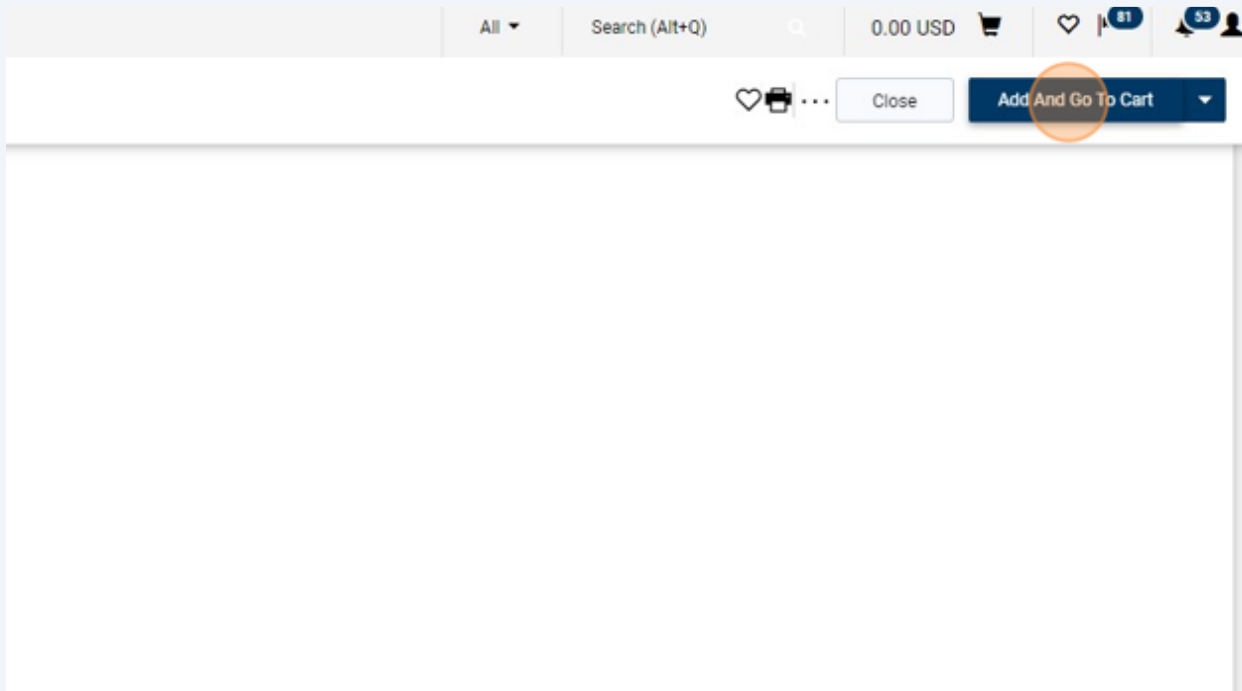 All
Search (Alt+Q)
0.00 USD
81
53
Close
Add And Go To Cart